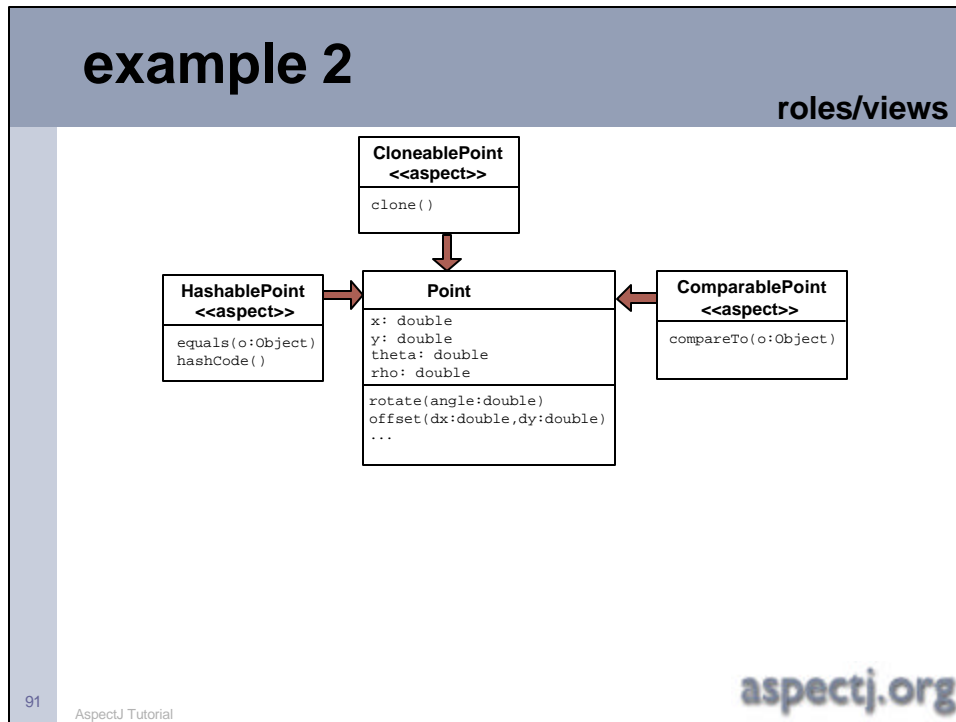 example 2
roles/views
CloneablePoint
<<aspect>>
clone()
HashablePoint
<<aspect>>
equals(o:Object)
hashCode()
Point
x: double
y: double
theta: double
rho: double
rotate(angle:double)
offset(dx:double,dy:double)
...
ComparablePoint
<<aspect>>
compareTo(o:Object)
91
AspectJ Tutorial
aspectj.org